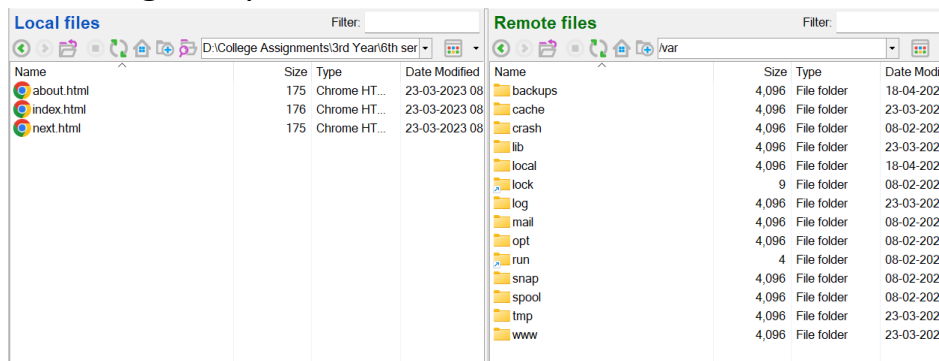 Local files
Filter:
D:\College Assignments\3rd Year\6th ser
Name Size Type Date Modified
about.html 175 Chrome HT... 23-03-2023 08
index.html 176 Chrome HT... 23-03-2023 08
next.html 175 Chrome HT... 23-03-2023 08
Remote files
Filter:
/var
Name Size Type Date Modi
backups 4,096 File folder 18-04-202
cache 4,096 File folder 23-03-202
crash 4,096 File folder 08-02-202
lib 4,096 File folder 23-03-202
local 4,096 File folder 18-04-202
lock 9 File folder 08-02-202
log 4,096 File folder 23-03-202
mail 4,096 File folder 08-02-202
opt 4,096 File folder 08-02-202
run 4 File folder 08-02-202
snap 4,096 File folder 08-02-202
spool 4,096 File folder 08-02-202
tmp 4,096 File folder 23-03-202
www 4,096 File folder 23-03-202